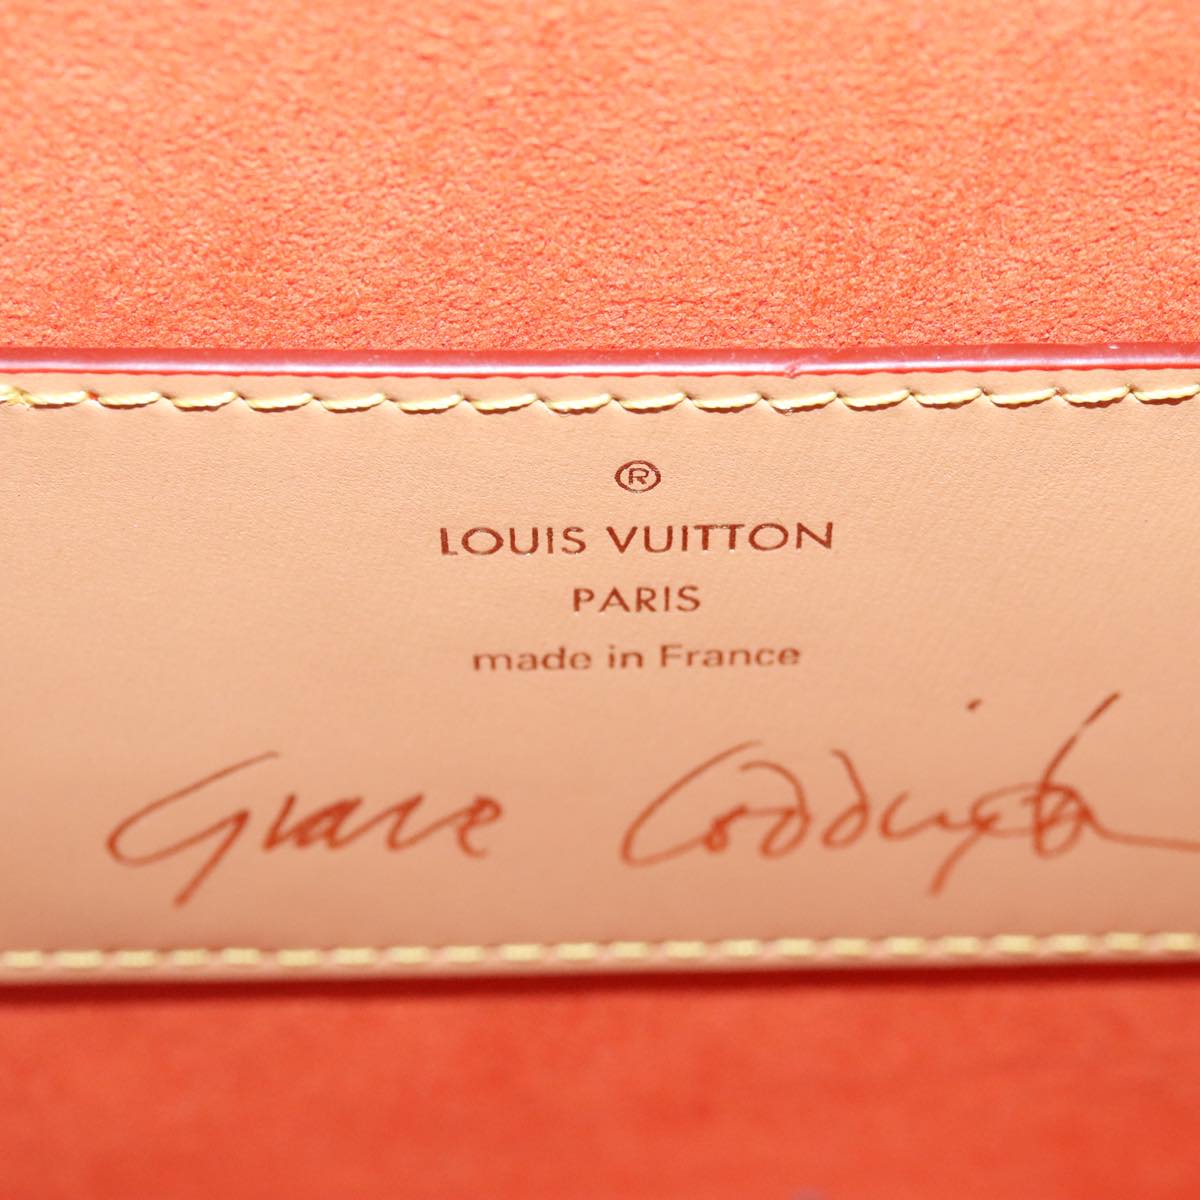 ®
LOUIS VUITTON
PARIS
made in France
Grace Coddington